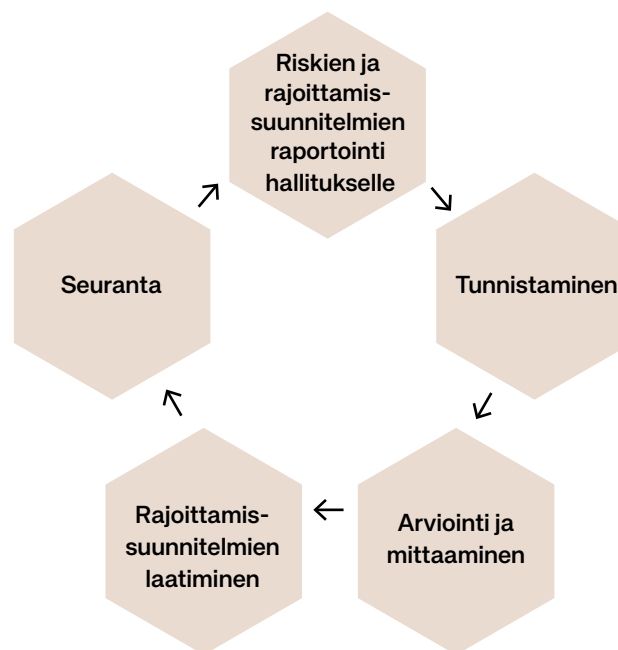 Riskien ja
rajoittamis-
suunnitelmien
raportointi
hallitukselle
Tunnistaminen
Arviointi ja
mittaaminen
Rajoittamis-
suunnitelmien
laatiminen
Seuranta